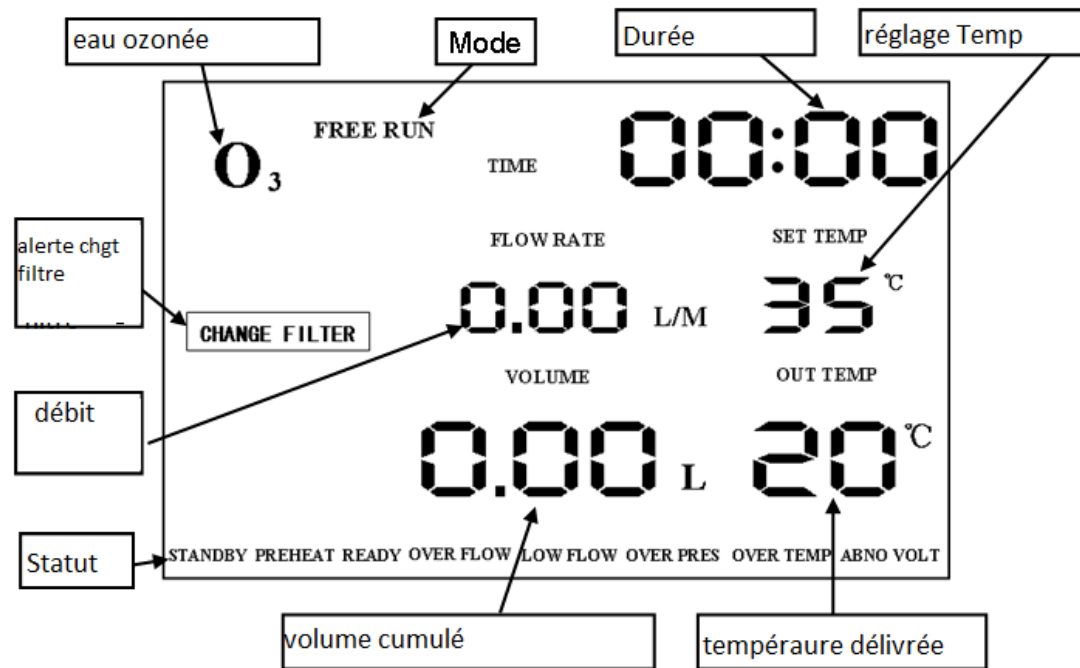 eau ozonée
Mode
Durée
réglage Temp
FREE RUN
O3
TIME
00:00
alerte chgt
filtre
FLOW RATE
SET TEMP
0.00 L/M
35 °C
CHANGE FILTER
VOLUME
OUT TEMP
débit
0.00 L
20 °C
Statut
STANDBY PREHEAT READY OVER FLOW LOW FLOW OVER PRES OVER TEMP ABNO VOLT
volume cumulé
tempéraure délivrée